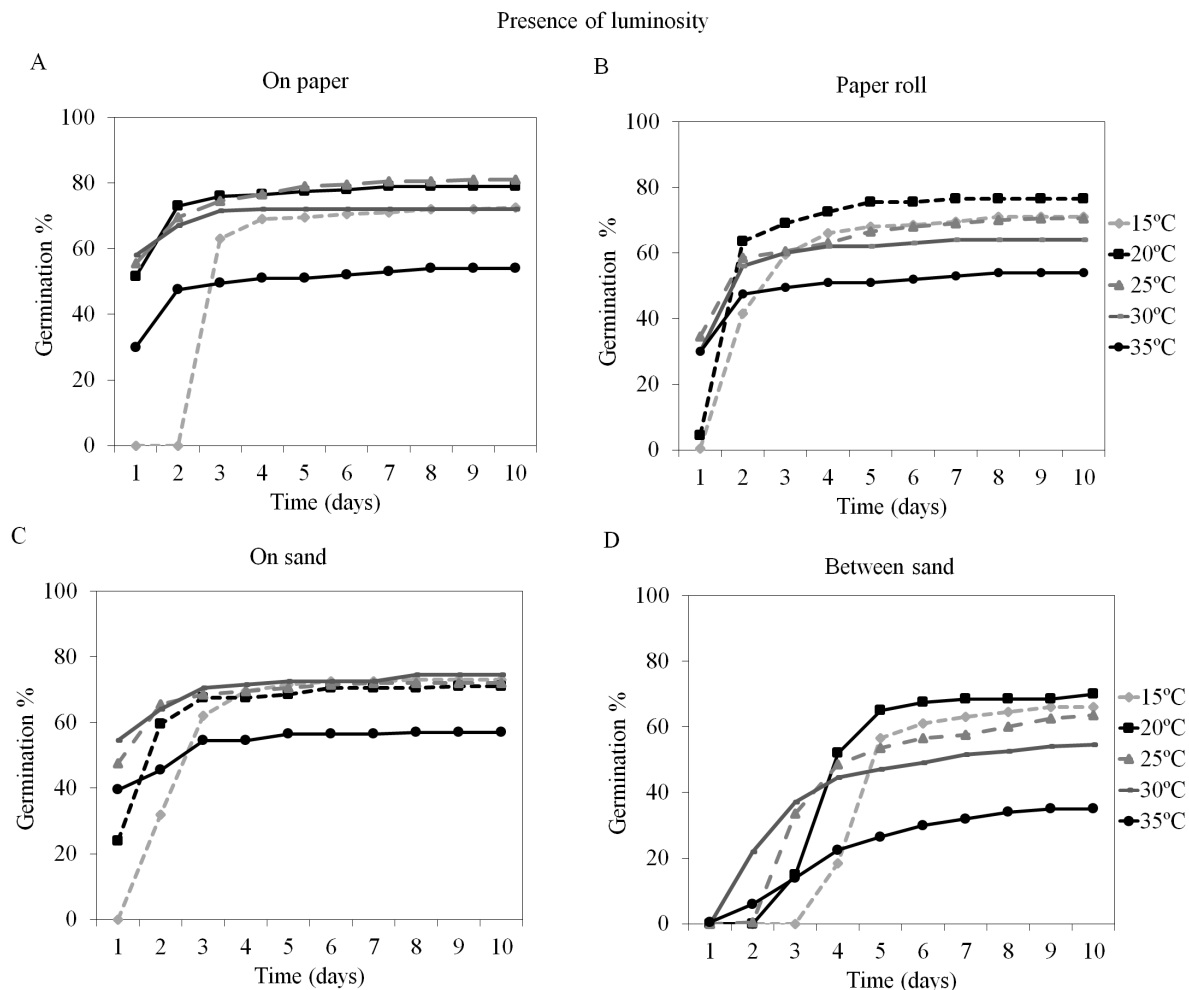 Presence of luminosity
A
On paper
Germination %
100
80
60
40
20
0
1 2 3 4 5 6 7 8 9 10
Time (days)
B
Paper roll
Germination %
100
80
60
40
20
0
1 2 3 4 5 6 7 8 9 10
Time (days)
15ºC
20ºC
25ºC
30ºC
35ºC
C
On sand
Germination %
100
80
60
40
20
0
1 2 3 4 5 6 7 8 9 10
Time (days)
D
Between sand
Germination %
100
80
60
40
20
0
1 2 3 4 5 6 7 8 9 10
Time (days)
15ºC
20ºC
25ºC
30ºC
35ºC